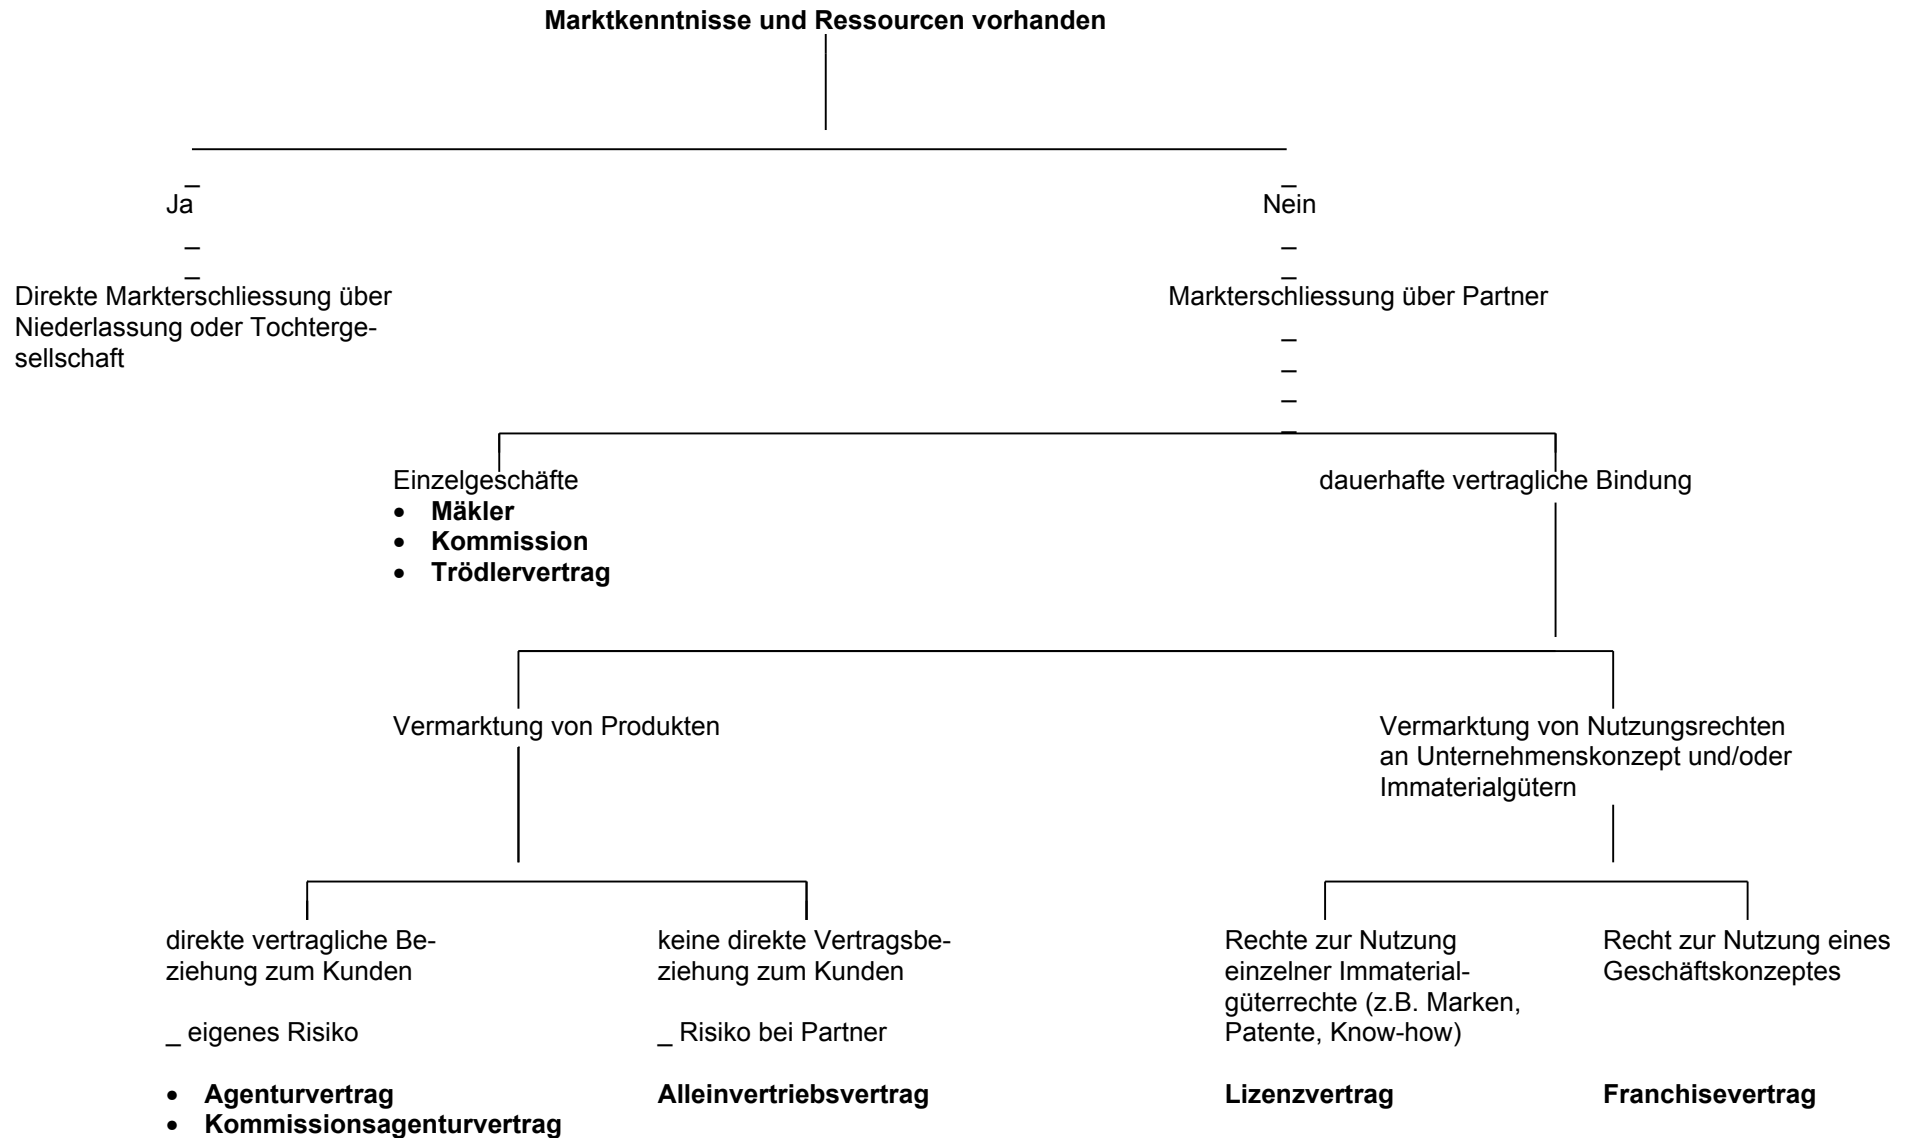 Marktkenntnisse und Ressourcen vorhanden
Ja
Nein
Direkte Markterschliessung über
Niederlassung oder Tochterge-
sellschaft
Markterschliessung über Partner
Einzelgeschäfte
• Mäkler
• Kommission
• Trödlervertrag
dauerhafte vertragliche Bindung
Vermarktung von Produkten
Vermarktung von Nutzungsrechten
an Unternehmenskonzept und/oder
Immaterialgütern
direkte vertragliche Be-
ziehung zum Kunden
_ eigenes Risiko
• Agenturvertrag
• Kommissionsagenturvertrag
keine direkte Vertragsbe-
ziehung zum Kunden
_ Risiko bei Partner
Alleinvertriebsvertrag
Rechte zur Nutzung
einzelner Immaterial-
güterrechte (z.B. Marken,
Patente, Know-how)
Lizenzvertrag
Recht zur Nutzung eines
Geschäftskonzeptes
Franchisevertrag